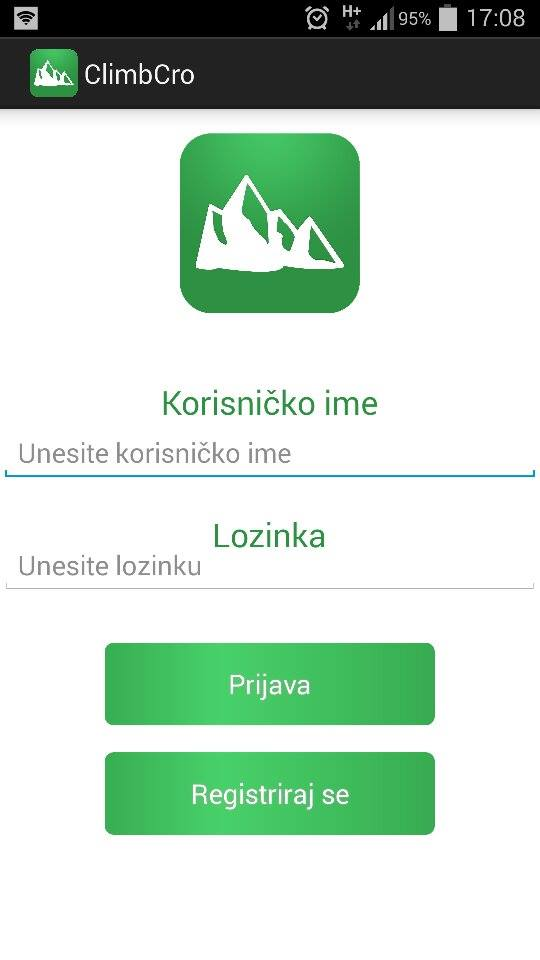 H+ 95% 17:08
ClimbCro
Korisničko ime
Unesite korisničko ime
Lozinka
Unesite lozinku
Prijava
Registriraj se